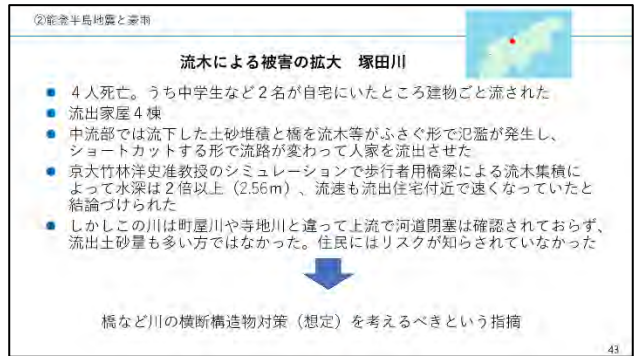 ②能登半島地震と豪雨
流木による被害の拡大 塚田川
● ４人死亡。うち中学生など２名が自宅にいたところ建物ごと流された
● 流出家屋４棟
● 中流部では流下した土砂堆積と橋を流木等がふさぐ形で氾濫が発生し、
ショートカットする形で流路が変わって人家を流出させた
● 京大竹林洋史准教授のシミュレーションで歩行者用橋梁による流木集積に
よって水深は２倍以上（2.56ｍ）、流速も流出住宅付近で速くなっていたと
結論づけられた
● しかしこの川は町屋川や寺地川と違って上流で河道閉塞は確認されておらず、
流出土砂量も多い方ではなかった。住民にはリスクが知らされていなかった
橋など川の横断構造物対策（想定）を考えるべきという指摘
43